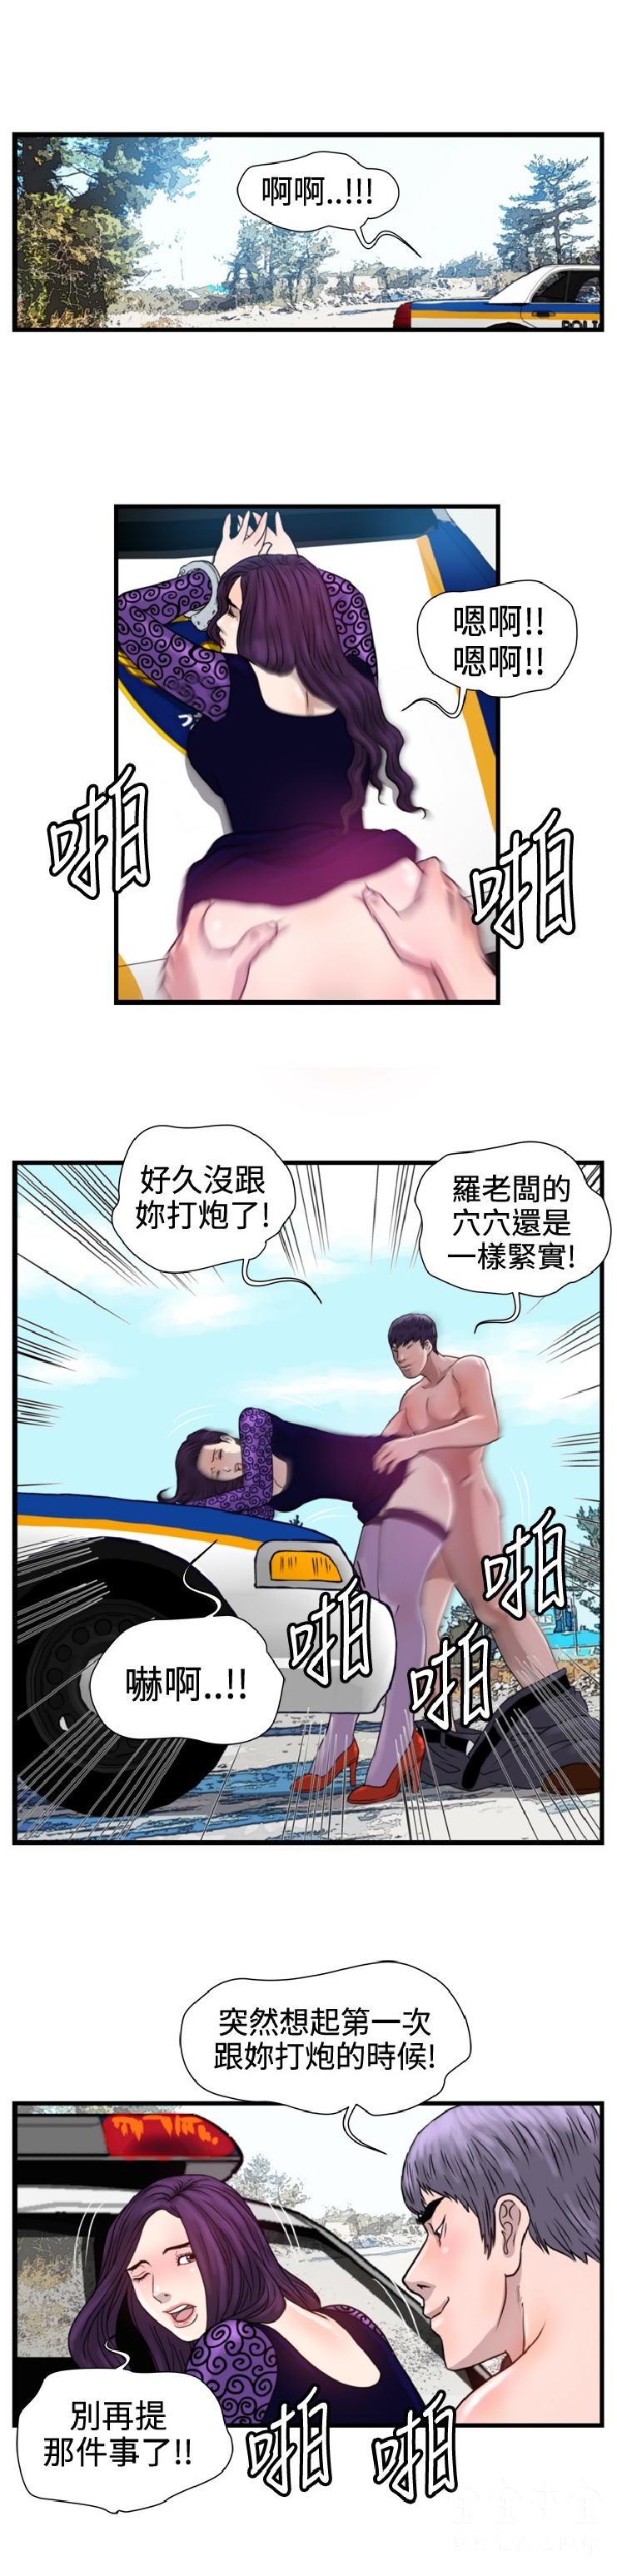 啊啊..!!!
POLI
嗯啊!!
嗯啊!!
啪
啪
好久沒跟
妳打炮了!
羅老闆的
穴穴還是
一樣緊實!
啪
啪
啪
嚇啊..!!
突然想起第一次
跟妳打炮的時候!
別再提
那件事了!!
啪
啪